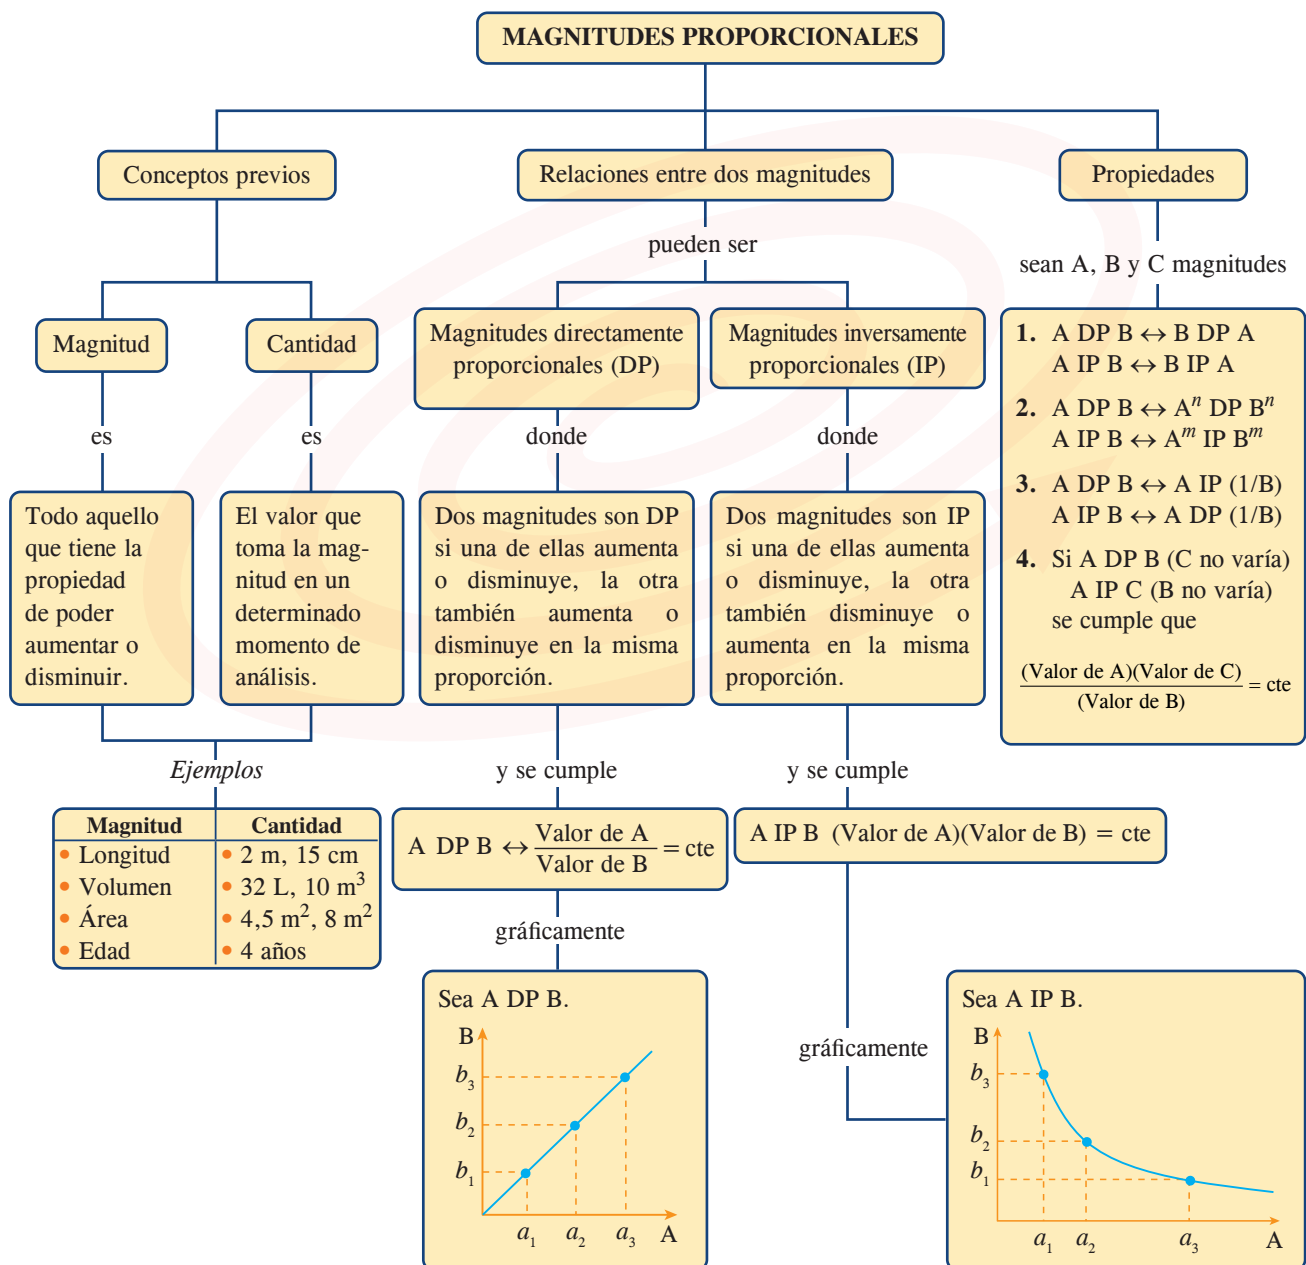 MAGNITUDES PROPORCIONALES
Conceptos previos
Relaciones entre dos magnitudes
Propiedades
pueden ser
sean A, B y C magnitudes
Magnitud
Cantidad
Magnitudes directamente
proporcionales (DP)
Magnitudes inversamente
proporcionales (IP)
es
es
donde
donde
Todo aquello
que tiene la
propiedad
de poder
aumentar o
disminuir.
El valor que
toma la mag-
nitud en un
determinado
momento de
análisis.
Dos magnitudes son DP
si una de ellas aumenta
o disminuye, la otra
también aumenta o
disminuye en la misma
proporción.
Dos magnitudes son IP
si una de ellas aumenta
o disminuye, la otra
también disminuye o
aumenta en la misma
proporción.
1. A DP B ↔ B DP A
A IP B ↔ B IP A
2. A DP B ↔ Aⁿ DP Bⁿ
A IP B ↔ Aᵐ IP Bᵐ
3. A DP B ↔ A IP (1/B)
A IP B ↔ A DP (1/B)
4. Si A DP B (C no varía)
A IP C (B no varía)
se cumple que
(Valor de A)(Valor de C)
(Valor de B)
= cte
Ejemplos
y se cumple
y se cumple
Magnitud Cantidad
• Longitud • 2 m, 15 cm
• Volumen • 32 L, 10 m³
• Área • 4,5 m², 8 m²
• Edad • 4 años
A DP B ↔ Valor de A
Valor de B
= cte
A IP B (Valor de A)(Valor de B) = cte
gráficamente
gráficamente
Sea A DP B.
B
b₃
b₂
b₁
a₁ a₂ a₃ A
Sea A IP B.
B
b₃
b₂
b₁
a₁ a₂ a₃ A